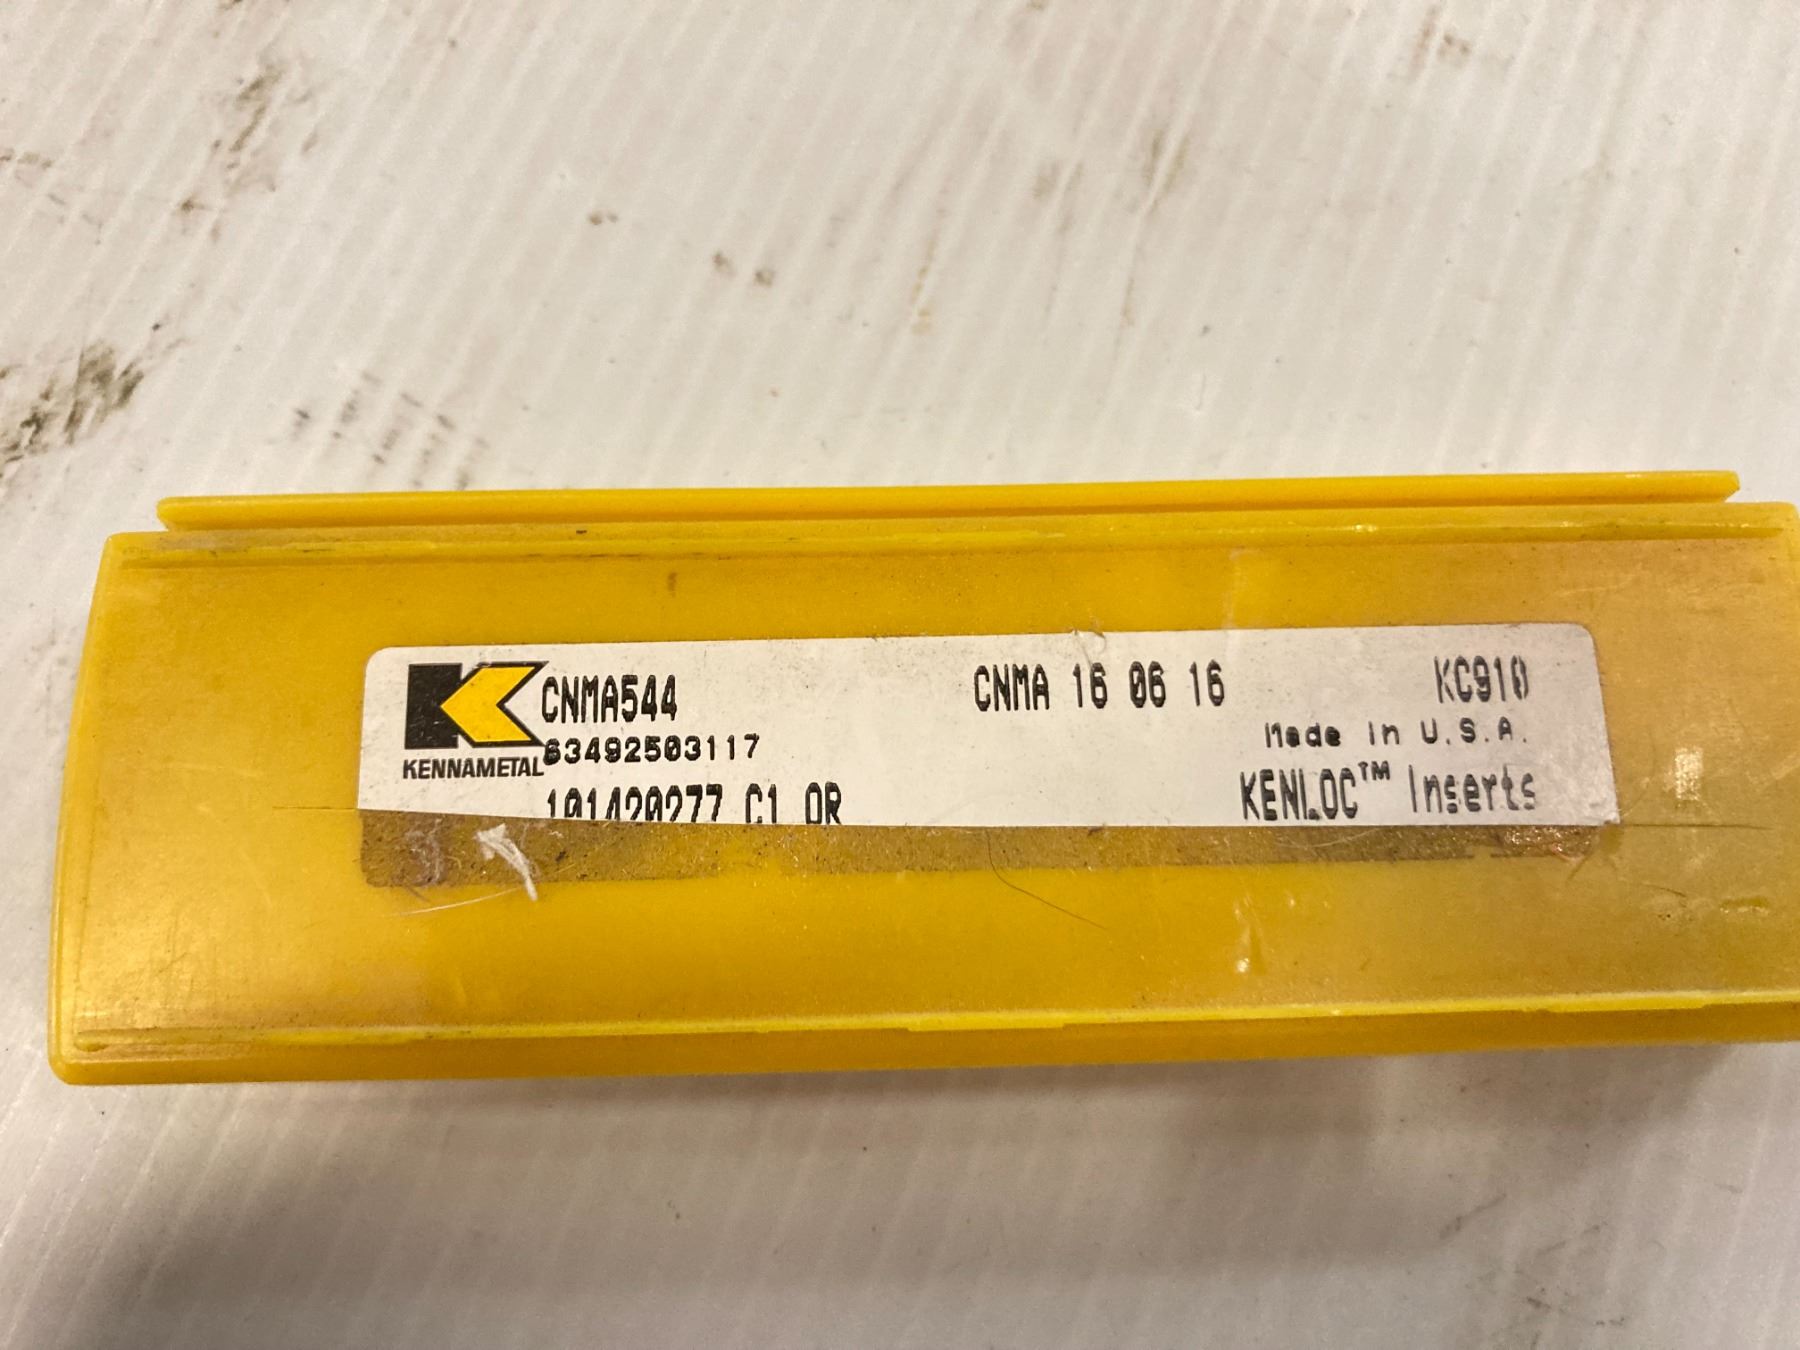 CNMA544 CNMA 16 06 16 KC910
63492503117 Made In U.S.A.
KENNAMETAL
101420277 C1 OR KENLOC™ Inserts